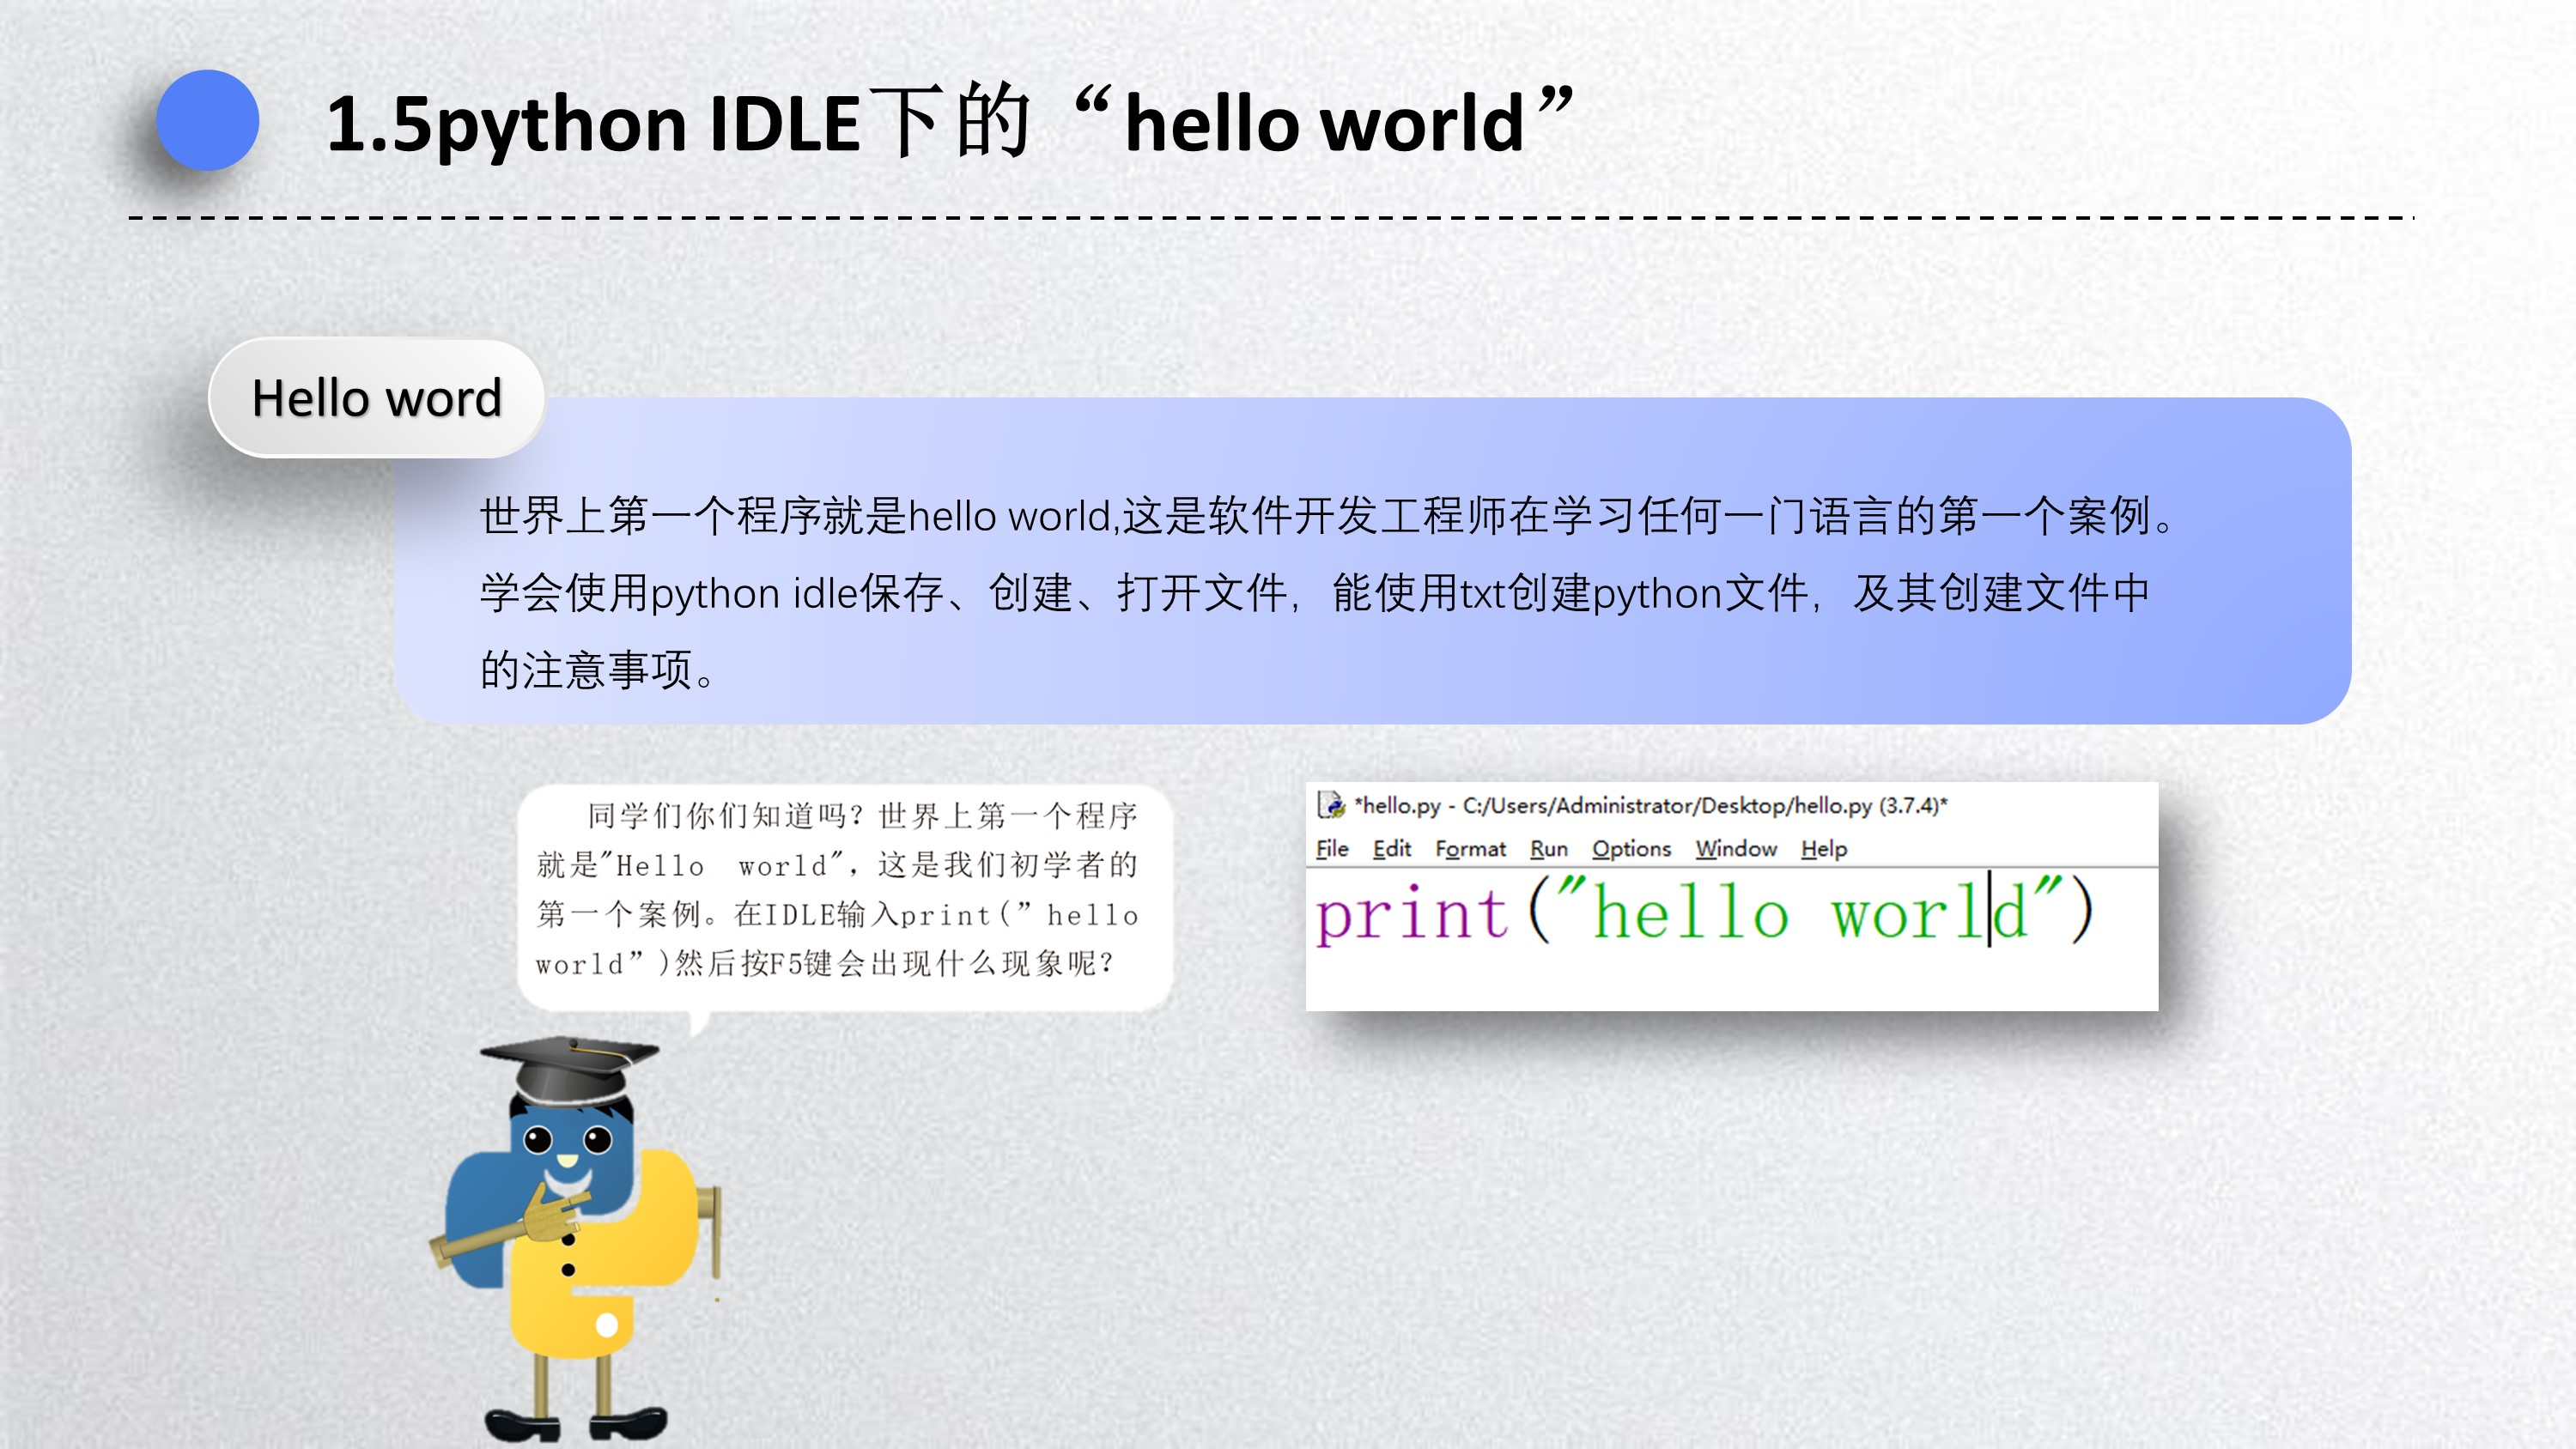 1.5python IDLE下的“hello world”
Hello word
世界上第一个程序就是hello world,这是软件开发工程师在学习任何一门语言的第一个案例。
学会使用python idle保存、创建、打开文件，能使用txt创建python文件，及其创建文件中
的注意事项。
同学们你们知道吗？世界上第一个程序
就是"Hello world"，这是我们初学者的
第一个案例。在IDLE输入print(”hello
world”)然后按F5键会出现什么现象呢？
*hello.py - C:/Users/Administrator/Desktop/hello.py (3.7.4)*
File Edit Format Run Options Window Help
print("hello world")